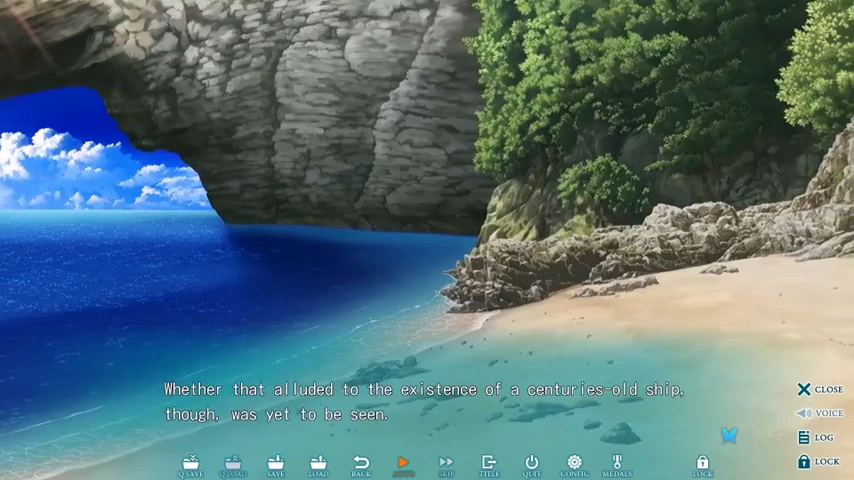 Whether that alluded to the existence of a centuries-old ship,
though, was yet to be seen.
CLOSE
VOICE
LOG
LOCK
Q.SAVE Q.LOAD SAVE LOAD BACK AUTO SKIP TITLE QUIT CONFIG MEDALS LOCK